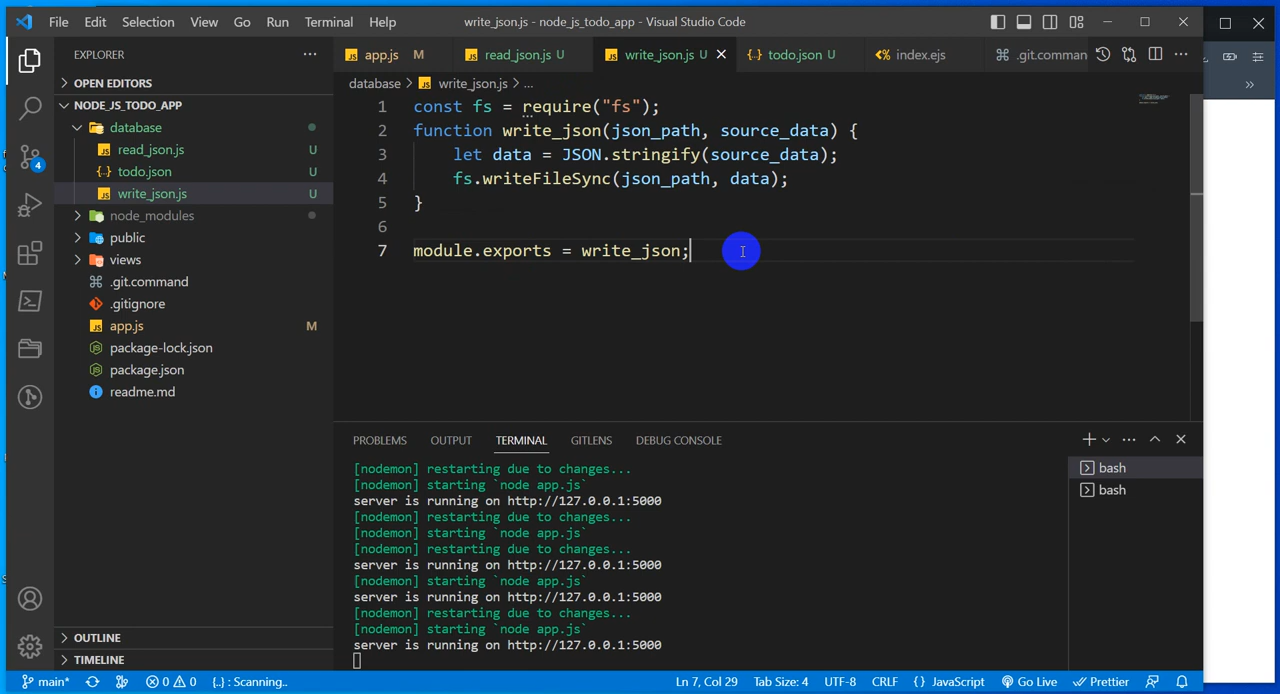 File Edit Selection View Go Run Terminal Help
write_json.js - node_js_todo_app - Visual Studio Code
EXPLORER
OPEN EDITORS
NODE_JS_TODO_APP
database
read_json.js U
todo.json U
write_json.js U
node_modules
public
views
.git.command
.gitignore
app.js M
package-lock.json
package.json
readme.md
OUTLINE
TIMELINE
4
app.js M
read_json.js U
write_json.js U
todo.json U
index.ejs
.git.comman
database > write_json.js > ...
1 const fs = require("fs");
2 function write_json(json_path, source_data) {
3 let data = JSON.stringify(source_data);
4 fs.writeFileSync(json_path, data);
5 }
6
7 module.exports = write_json;
PROBLEMS OUTPUT TERMINAL GITLENS DEBUG CONSOLE
[nodemon] restarting due to changes...
[nodemon] starting `node app.js`
server is running on http://127.0.0.1:5000
[nodemon] restarting due to changes...
[nodemon] starting `node app.js`
[nodemon] restarting due to changes...
server is running on http://127.0.0.1:5000
[nodemon] starting `node app.js`
server is running on http://127.0.0.1:5000
[nodemon] restarting due to changes...
[nodemon] starting `node app.js`
server is running on http://127.0.0.1:5000
bash
bash
main* 0 0 {..} : Scanning..
Ln 7, Col 29 Tab Size: 4 UTF-8 CRLF {} JavaScript Go Live Prettier